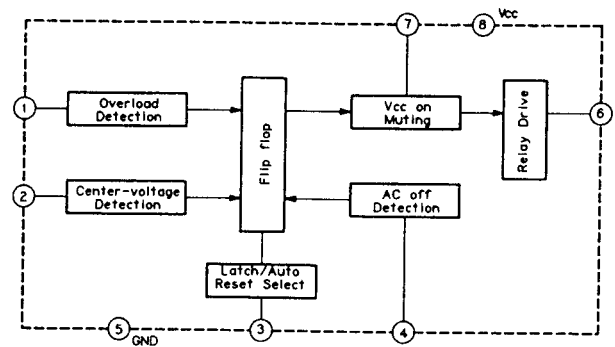 7
8
Vcc
1
Overload
Detection
Flip flop
Vcc on
Muting
Relay Drive
6
2
Center-voltage
Detection
AC off
Detection
Latch/Auto
Reset Select
5
GND
3
4